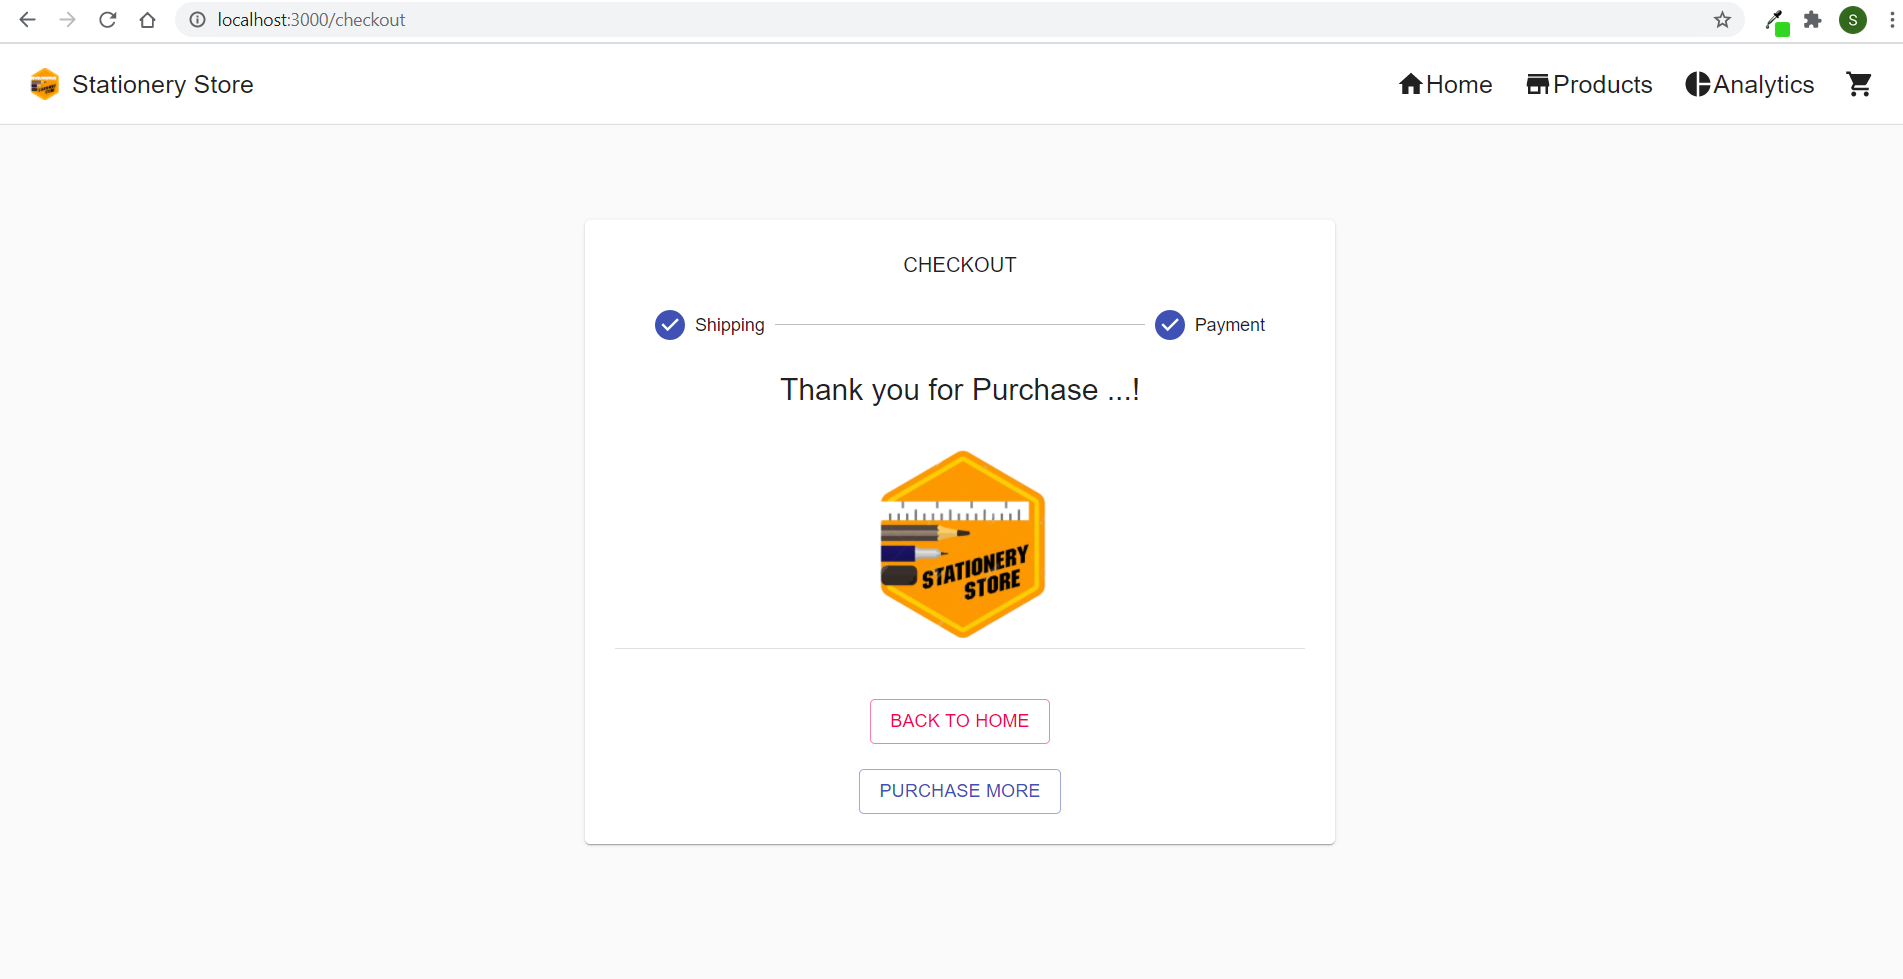 localhost:3000/checkout
S
Stationery Store
Home
Products
Analytics
CHECKOUT
Shipping
Payment
Thank you for Purchase ...!
STATIONERY
STORE
BACK TO HOME
PURCHASE MORE